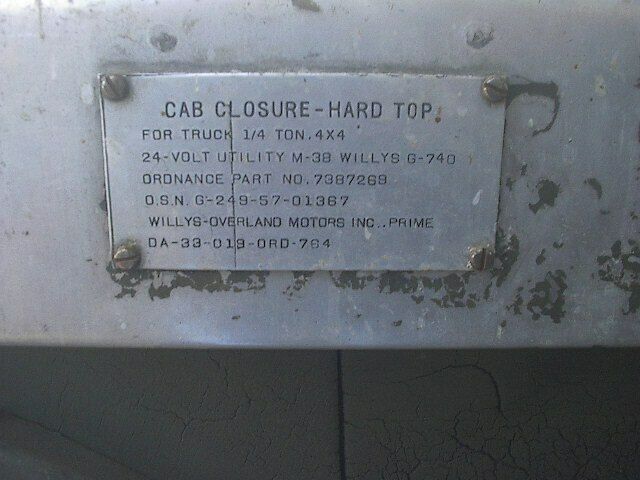 CAB CLOSURE-HARD TOP
FOR TRUCK 1/4 TON, 4X4
24-VOLT UTILITY M-38 WILLYS G-740
ORDNANCE PART NO. 7387269
O.S.N. G-249-57-01367
WILLYS-OVERLAND MOTORS INC., PRIME
DA-33-019-ORD-764